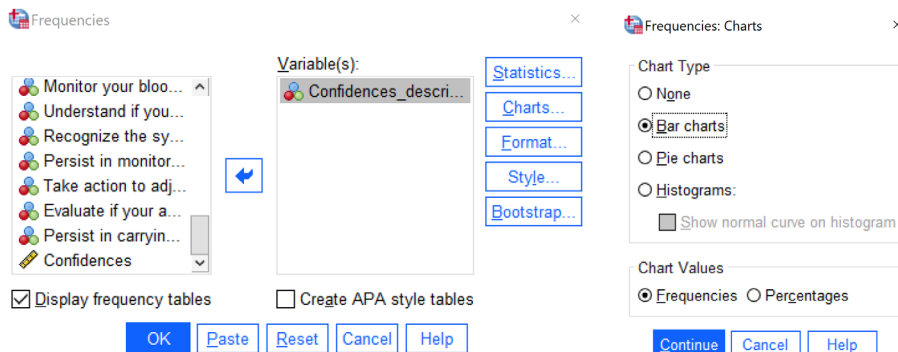 Frequencies
Variable(s):
Monitor your bloo...
Understand if you...
Recognize the sy...
Persist in monitor...
Take action to adj...
Evaluate if your a...
Persist in carryin...
Confidences
Confidences_descri...
Statistics...
Charts...
Format...
Style...
Bootstrap...
Display frequency tables
Create APA style tables
OK Paste Reset Cancel Help
Frequencies: Charts
Chart Type
None
Bar charts
Pie charts
Histograms:
Show normal curve on histogram
Chart Values
Frequencies Percentages
Continue Cancel Help